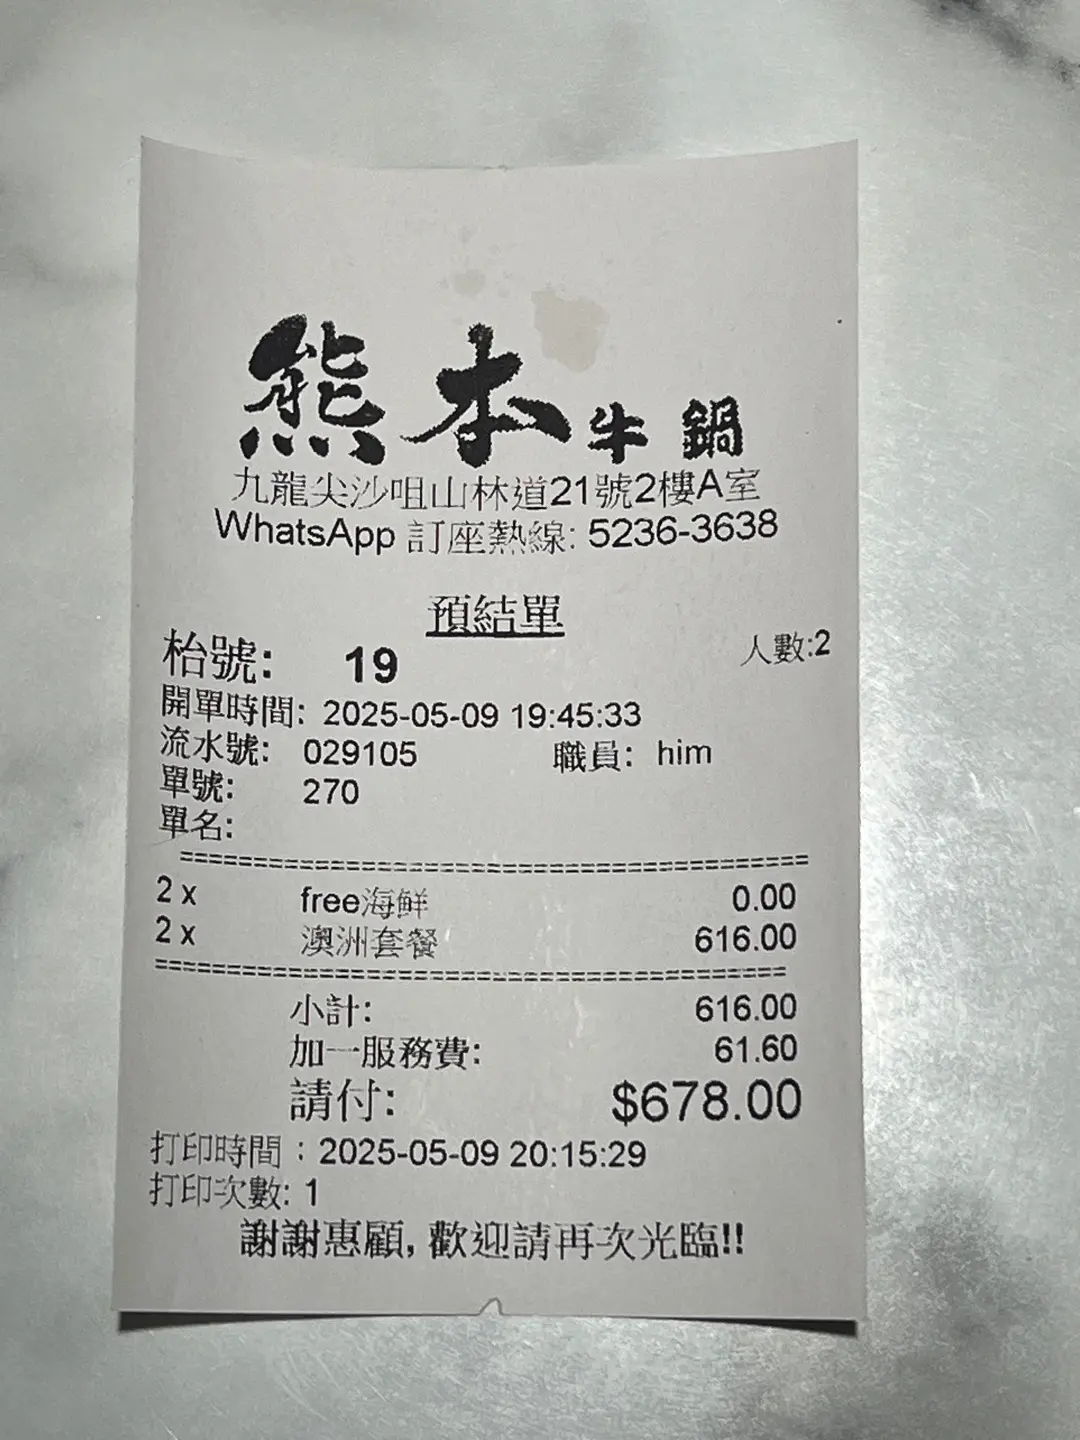 熊本牛鍋
九龍尖沙咀山林道21號2樓A室
WhatsApp 訂座熱線: 5236-3638
預結單
枱號: 19 人數:2
開單時間: 2025-05-09 19:45:33
流水號: 029105 職員: him
單號: 270
單名:
==========================================
2 x free海鮮 0.00
2 x 澳洲套餐 616.00
==========================================
小計: 616.00
加一服務費: 61.60
請付: $678.00
打印時間：2025-05-09 20:15:29
打印次數: 1
謝謝惠顧, 歡迎請再次光臨!!